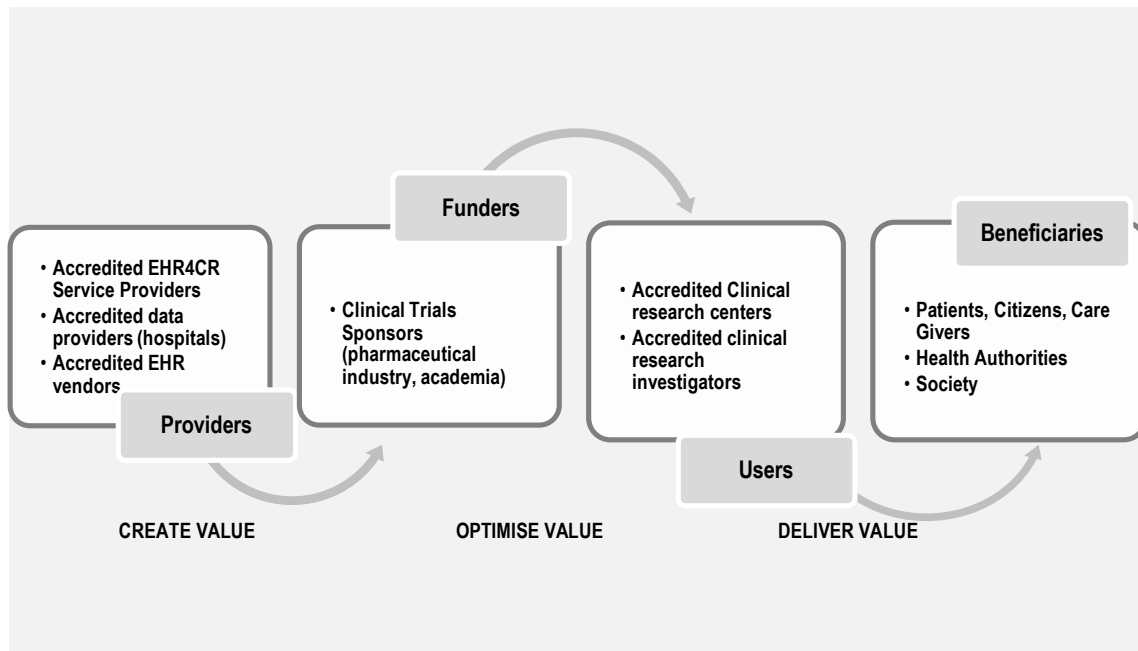 • Accredited EHR4CR
Service Providers
• Accredited data
providers (hospitals)
• Accredited EHR
vendors
Providers
Funders
• Clinical Trials
Sponsors
(pharmaceutical
industry, academia)
• Accredited Clinical
research centers
• Accredited clinical
research
investigators
Users
Beneficiaries
• Patients, Citizens, Care
Givers
• Health Authorities
• Society
CREATE VALUE
OPTIMISE VALUE
DELIVER VALUE